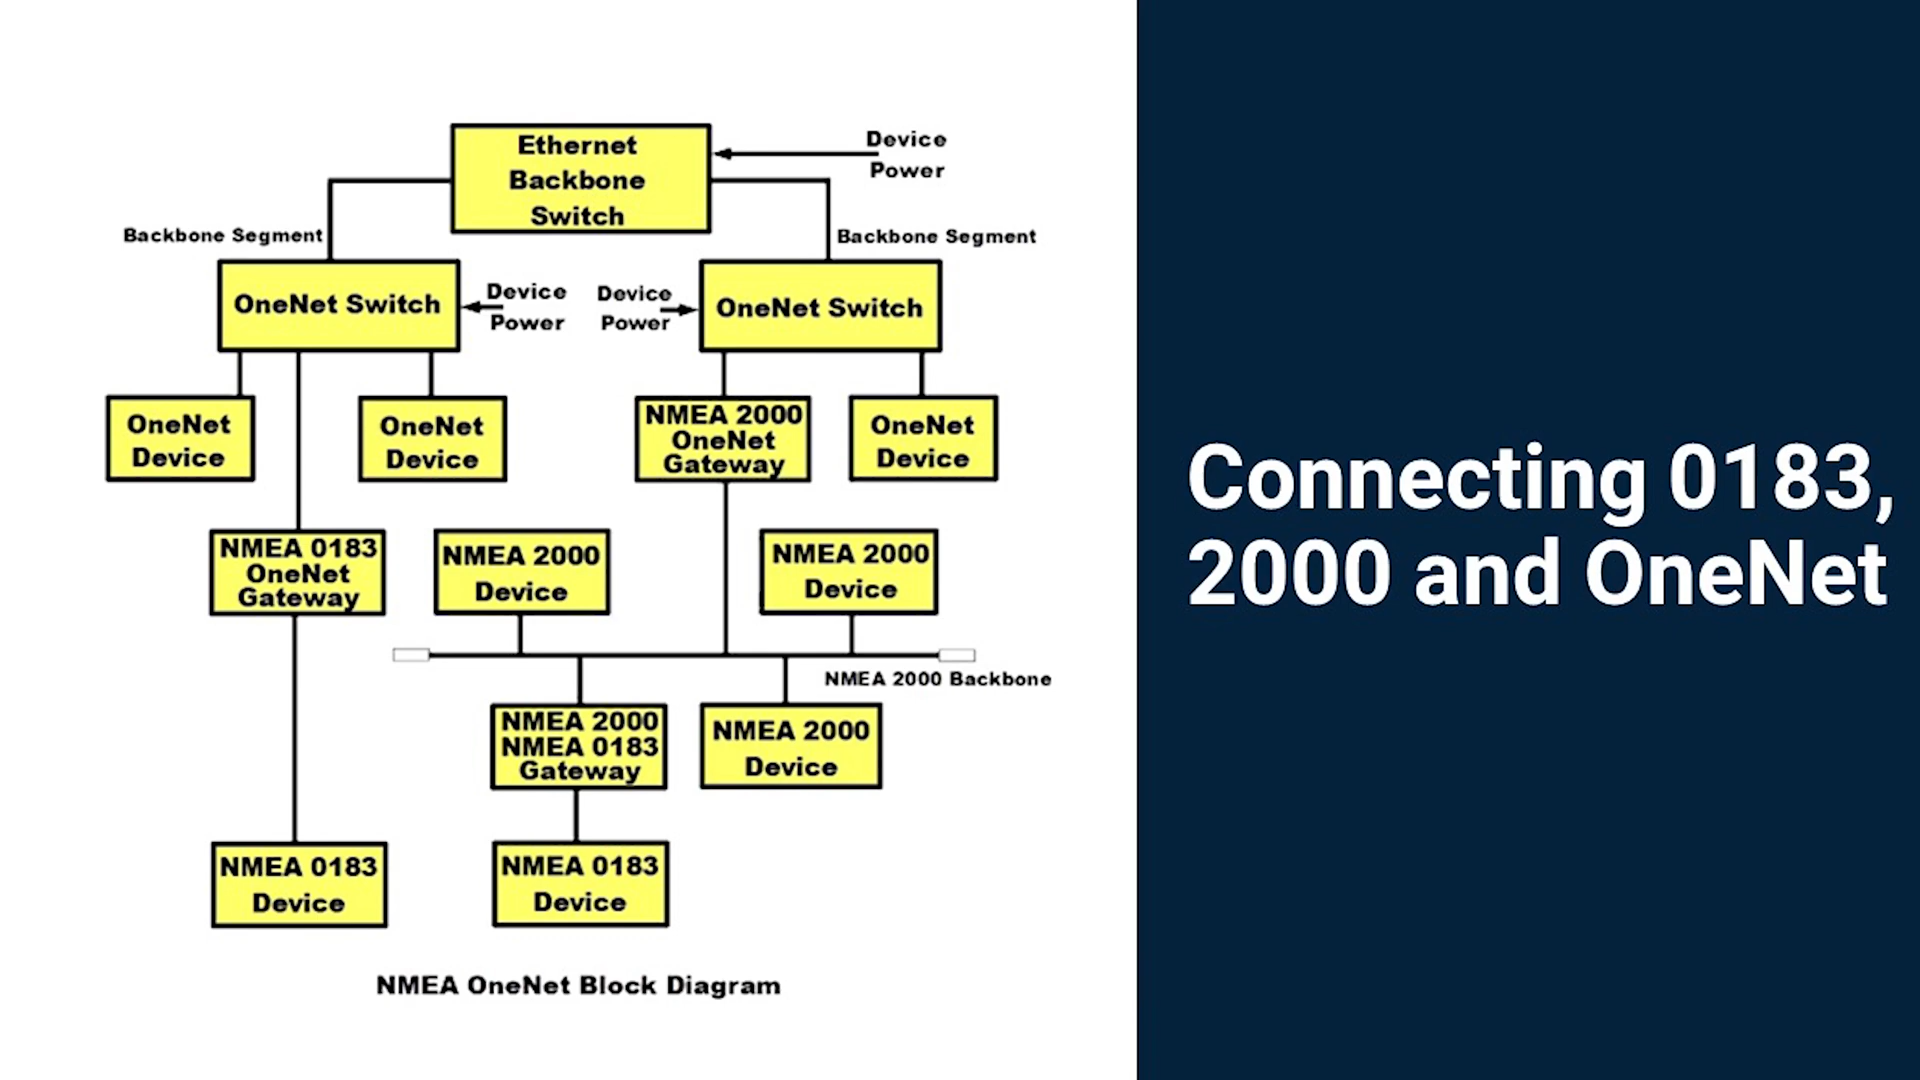 Ethernet
Backbone
Switch
Device
Power
Backbone Segment
Backbone Segment
OneNet Switch
Device
Power
Device
Power
OneNet Switch
OneNet
Device
OneNet
Device
NMEA 2000
OneNet
Gateway
OneNet
Device
NMEA 0183
OneNet
Gateway
NMEA 2000
Device
NMEA 2000
Device
NMEA 2000 Backbone
NMEA 2000
NMEA 0183
Gateway
NMEA 2000
Device
NMEA 0183
Device
NMEA 0183
Device
NMEA OneNet Block Diagram
Connecting 0183,
2000 and OneNet